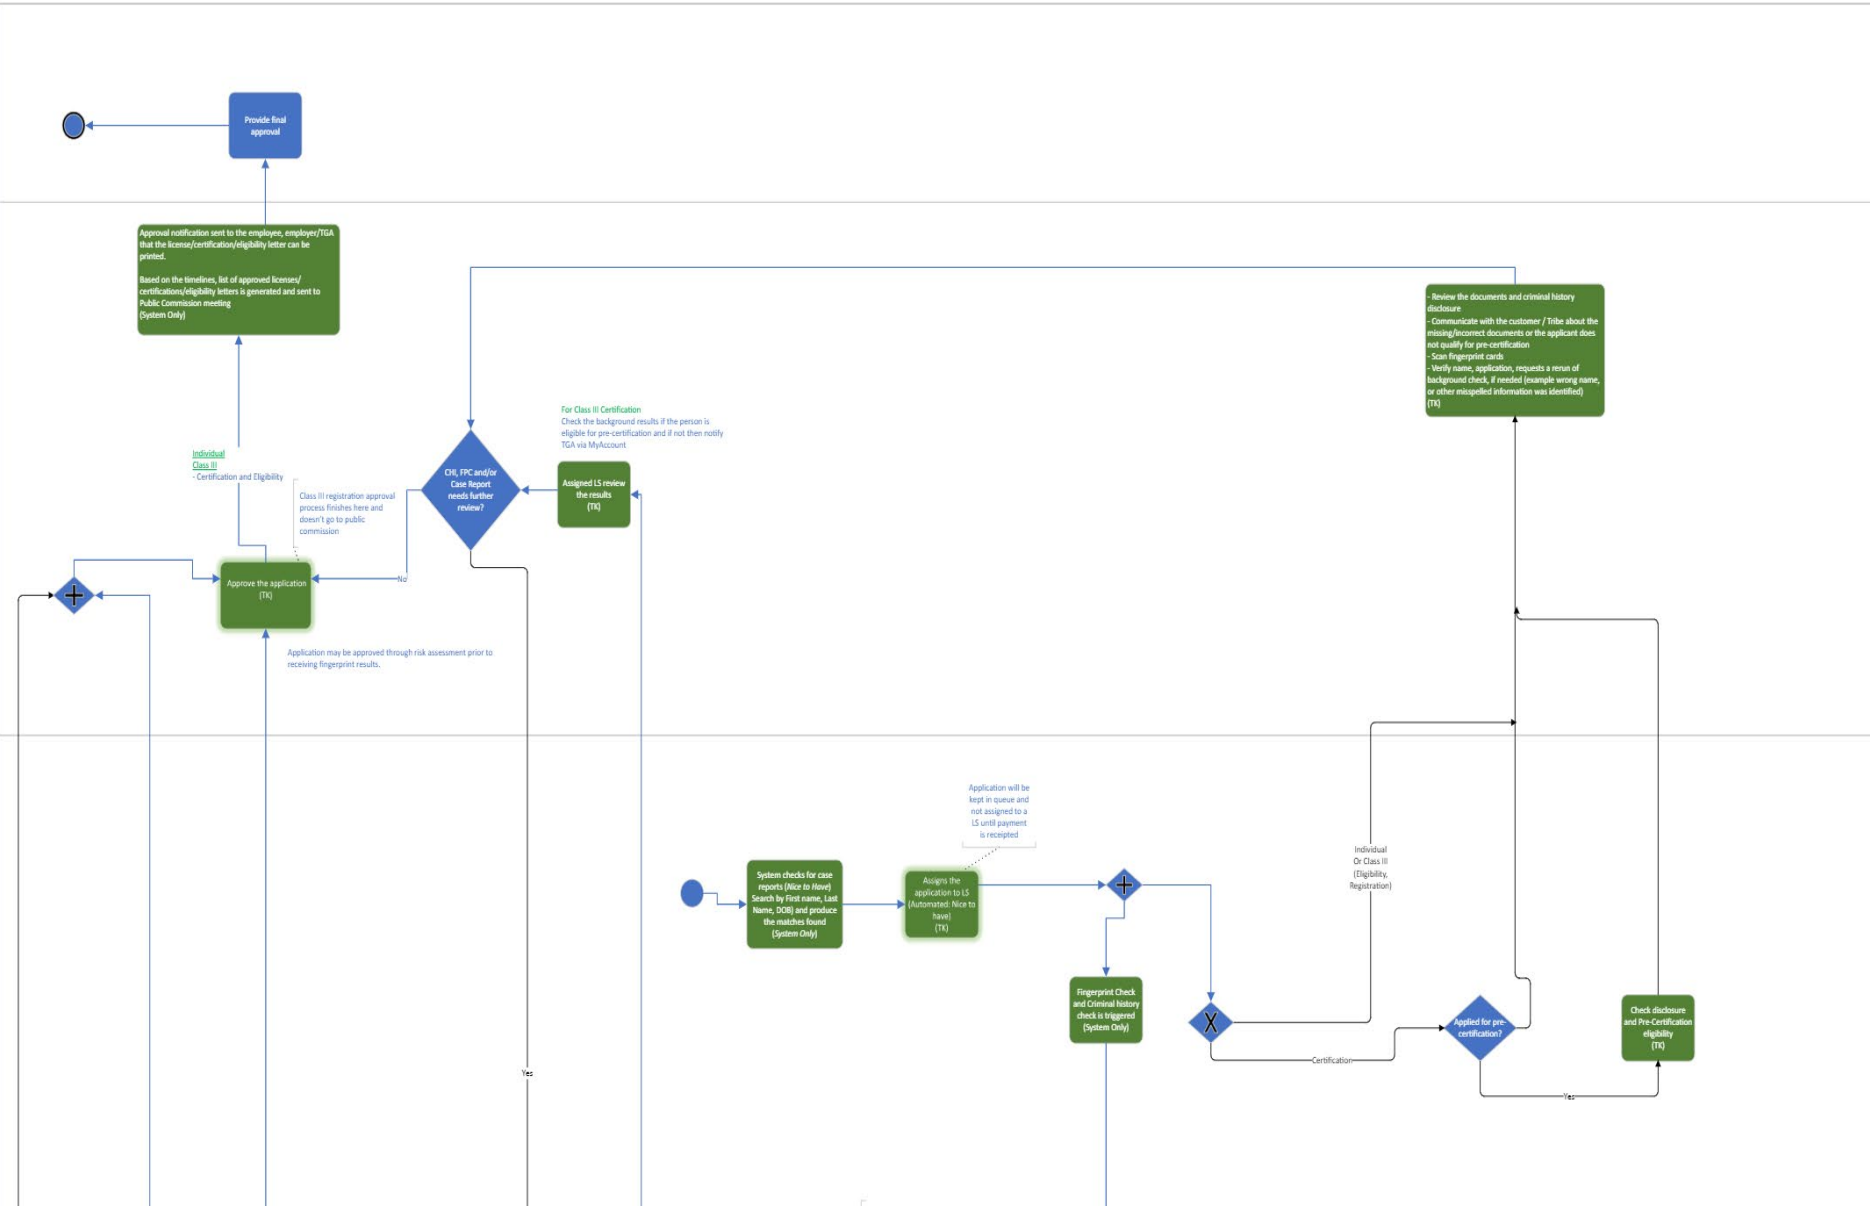 Provide final
approval
Approval notification sent to the employee, employer/TGA
that the license/certification/eligibility letter can be
printed.
Based on the timelines, list of approved licenses/
certifications/eligibility letters is generated and sent to
Public Commission meeting
(System Only)
- Review the documents and criminal history
disclosure
- Communicate with the customer / Tribe about the
missing/incorrect documents or the applicant does
not qualify for pre-certification
- Scan fingerprint cards
- Verify name, application, requests a rerun of
background check, if needed (example wrong name,
or other misspelled information was identified)
(TK)
For Class III Certification
Check the background results if the person is
eligible for pre-certification and if not then notify
TGA via MyAccount
Individual
Class III
- Certification and Eligibility
CHI, FPC and/or
Case Report
needs further
review?
Assigned LS review
the results
(TK)
Class III registration approval
process finishes here and
doesn't go to public
commission
Approve the application
(TK)
No
Application may be approved through risk assessment prior to
receiving fingerprint results.
Application will be
kept in queue and
not assigned to a
LS until payment
is receipted
Individual
Or Class III
(Eligibility,
Registration)
System checks for case
reports (Nice to Have)
Search by First name, Last
Name, DOB) and produce
the matches found
(System Only)
Assigns the
application to LS
(Automated: Nice to
have)
(TK)
Fingerprint Check
and Criminal history
check is triggered
(System Only)
X
Applied for pre-
certification?
Check disclosure
and Pre-Certification
eligibility
(TK)
Certification
Yes
Yes